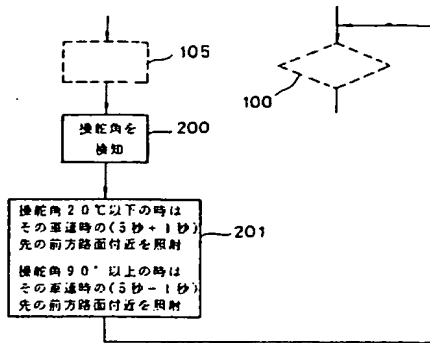 105
100
操舵角を
検知
200
操舵角20℃以下の時は
その車速時の(5秒+1秒)
先の前方路面付近を照射
操舵角90°以上の時は
その車速時の(5秒-1秒)
先の前方路面付近を照射
201